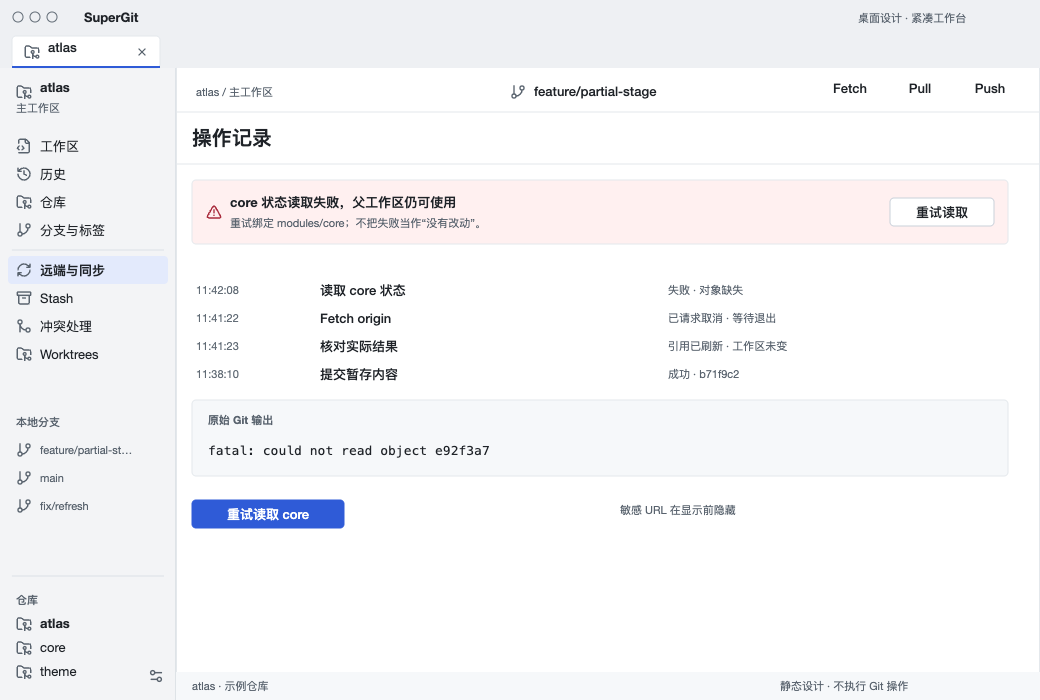 SuperGit
桌面设计 · 紧凑工作台
atlas
atlas
主工作区
工作区
历史
仓库
分支与标签
远端与同步
Stash
冲突处理
Worktrees
本地分支
feature/partial-st…
main
fix/refresh
仓库
atlas
core
theme
atlas / 主工作区
feature/partial-stage
Fetch
Pull
Push
操作记录
core 状态读取失败，父工作区仍可使用
重试绑定 modules/core；不把失败当作“没有改动”。
重试读取
11:42:08 读取 core 状态 失败 · 对象缺失
11:41:22 Fetch origin 已请求取消 · 等待退出
11:41:23 核对实际结果 引用已刷新 · 工作区未变
11:38:10 提交暂存内容 成功 · b71f9c2
原始 Git 输出
fatal: could not read object e92f3a7
重试读取 core
敏感 URL 在显示前隐藏
atlas · 示例仓库
静态设计 · 不执行 Git 操作